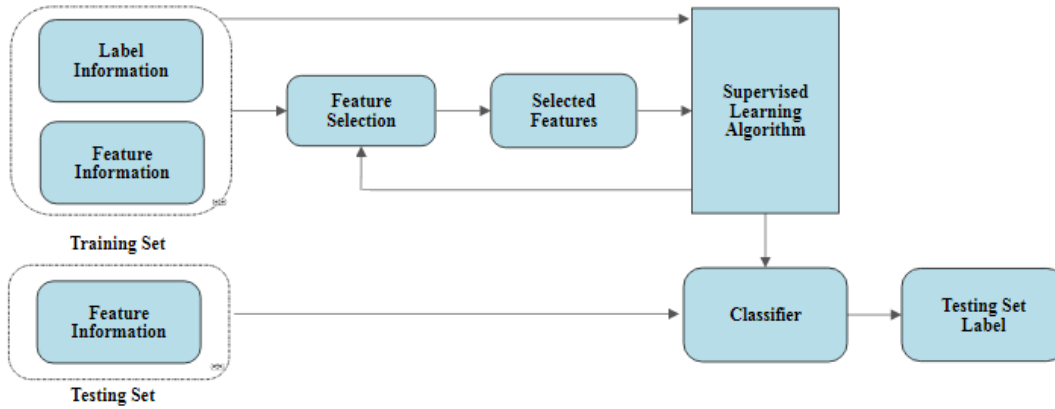 Label
Information
Feature
Information
Training Set
Feature
Selection
Selected
Features
Supervised
Learning
Algorithm
Feature
Information
Testing Set
Classifier
Testing Set
Label